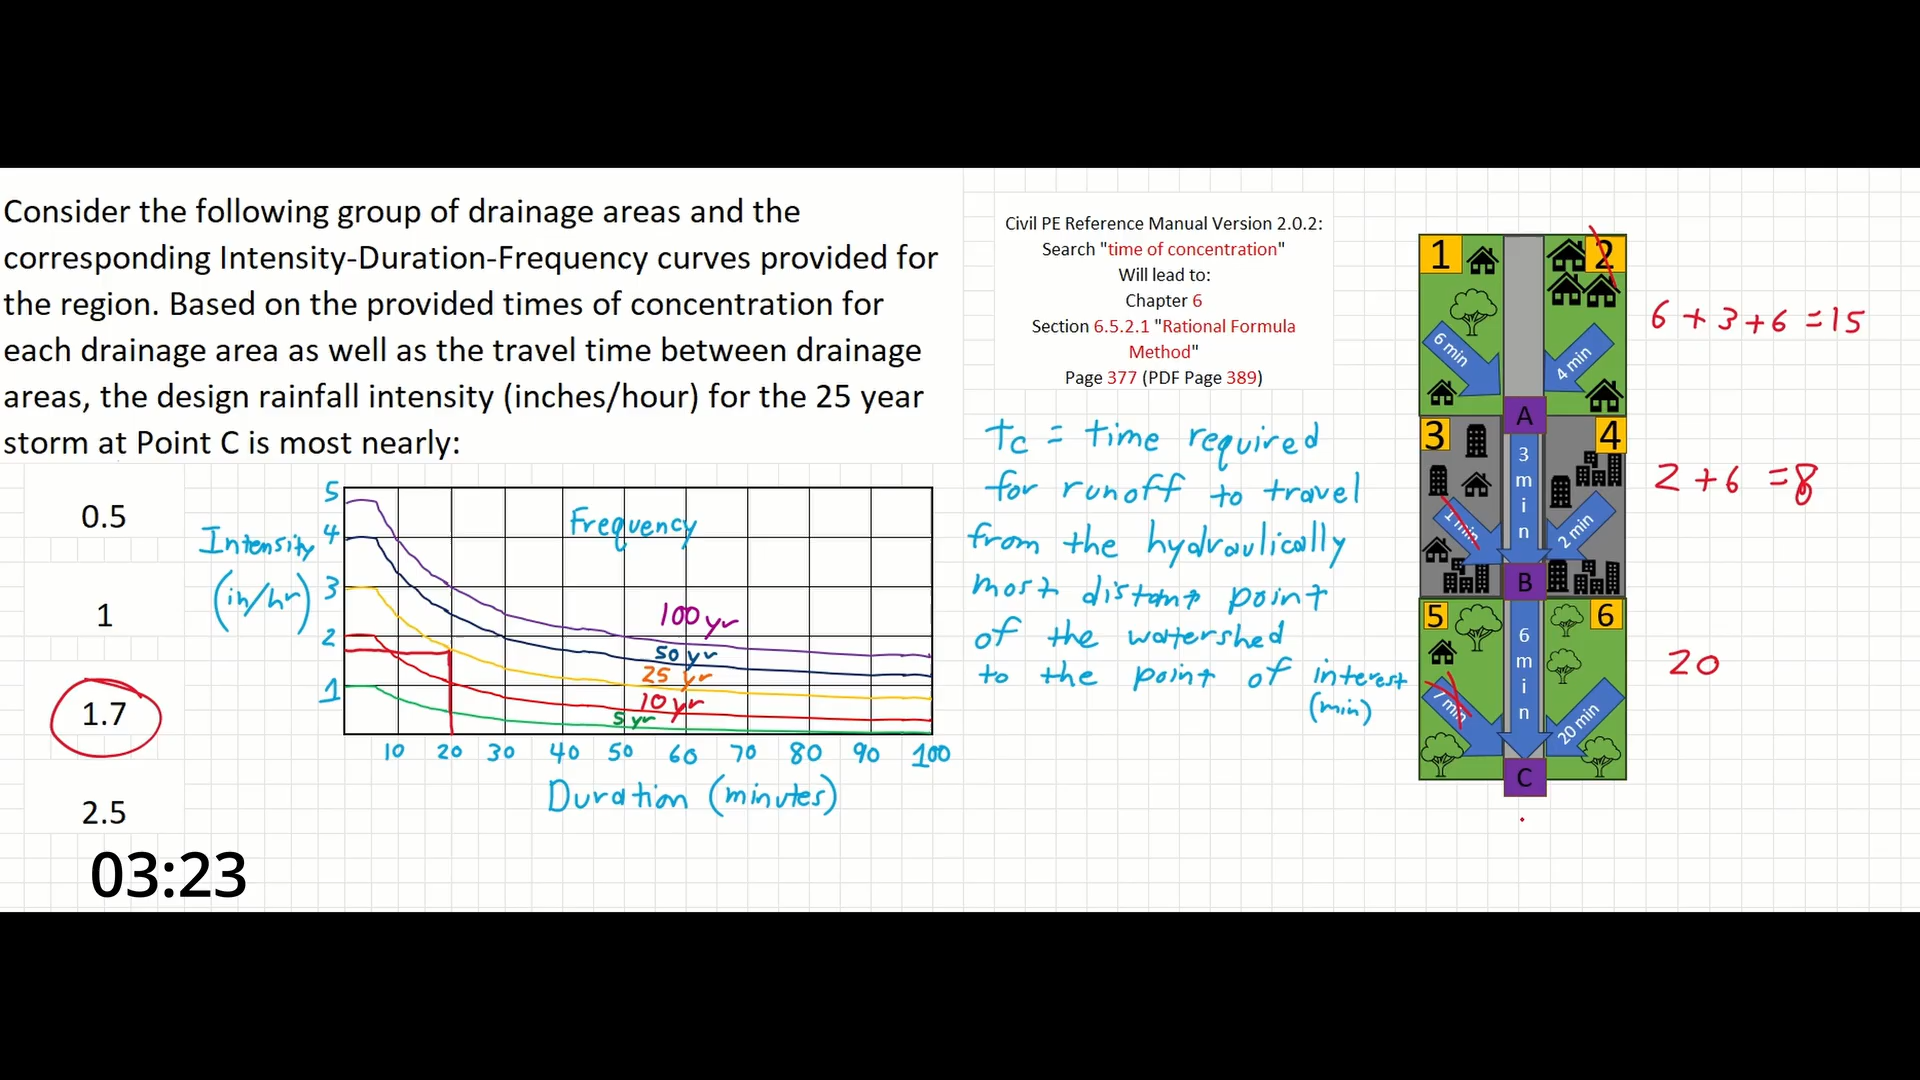 Consider the following group of drainage areas and the
corresponding Intensity-Duration-Frequency curves provided for
the region. Based on the provided times of concentration for
each drainage area as well as the travel time between drainage
areas, the design rainfall intensity (inches/hour) for the 25 year
storm at Point C is most nearly:
0.5
1
1.7
2.5
03:23
Intensity
(in/hr)
5
4
3
2
1
Frequency
100 yr
50 yr
25 yr
10 yr
5 yr
10 20 30 40 50 60 70 80 90 100
Duration (minutes)
Civil PE Reference Manual Version 2.0.2:
Search "time of concentration"
Will lead to:
Chapter 6
Section 6.5.2.1 "Rational Formula
Method"
Page 377 (PDF Page 389)
tc = time required
for runoff to travel
from the hydraulically
most distant point
of the watershed
to the point of interest
(min)
1
2
6 min
4 min
A
3
4
3 min
1 min
2 min
B
5
6
6 min
7 min
20 min
C
6 + 3 + 6 = 15
2 + 6 = 8
20